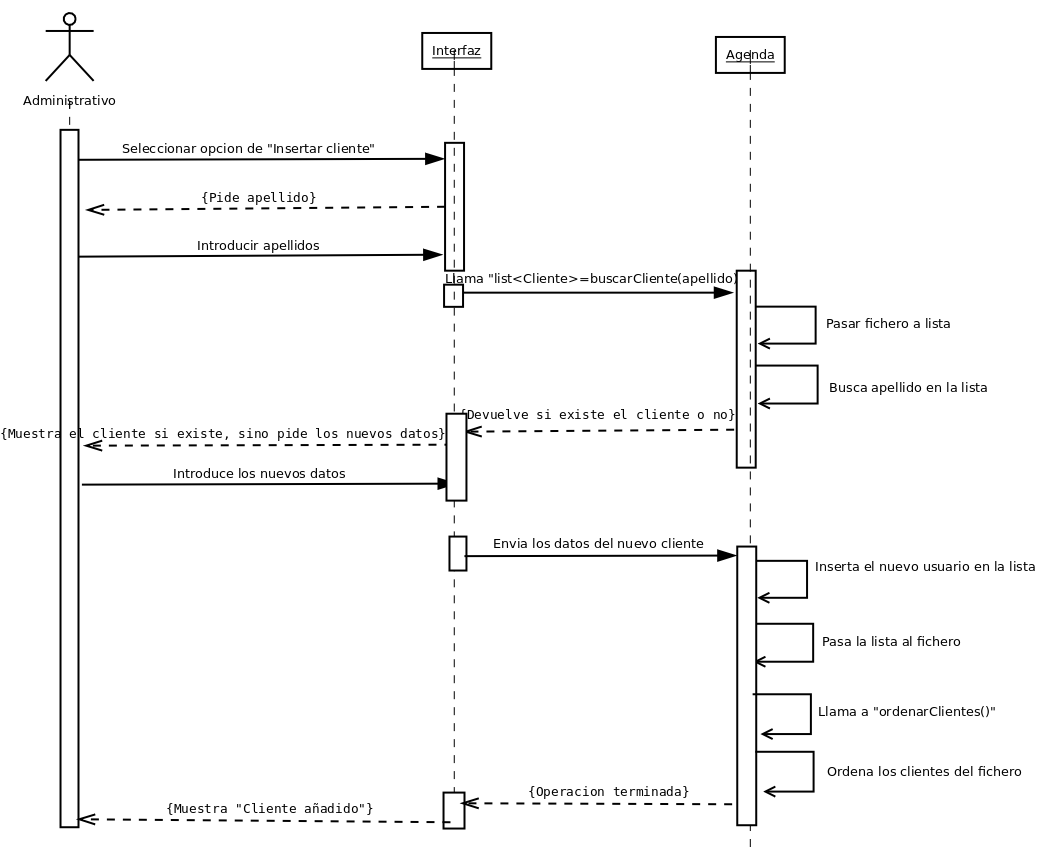 Interfaz
Agenda
Administrativo
Seleccionar opcion de "Insertar cliente"
{Pide apellido}
Introducir apellidos
Llama "list<Cliente>=buscarCliente(apellido)
Pasar fichero a lista
Busca apellido en la lista
{Devuelve si existe el cliente o no}
{Muestra el cliente si existe, sino pide los nuevos datos}
Introduce los nuevos datos
Envia los datos del nuevo cliente
Inserta el nuevo usuario en la lista
Pasa la lista al fichero
Llama a "ordenarClientes()"
Ordena los clientes del fichero
{Operacion terminada}
{Muestra "Cliente añadido"}